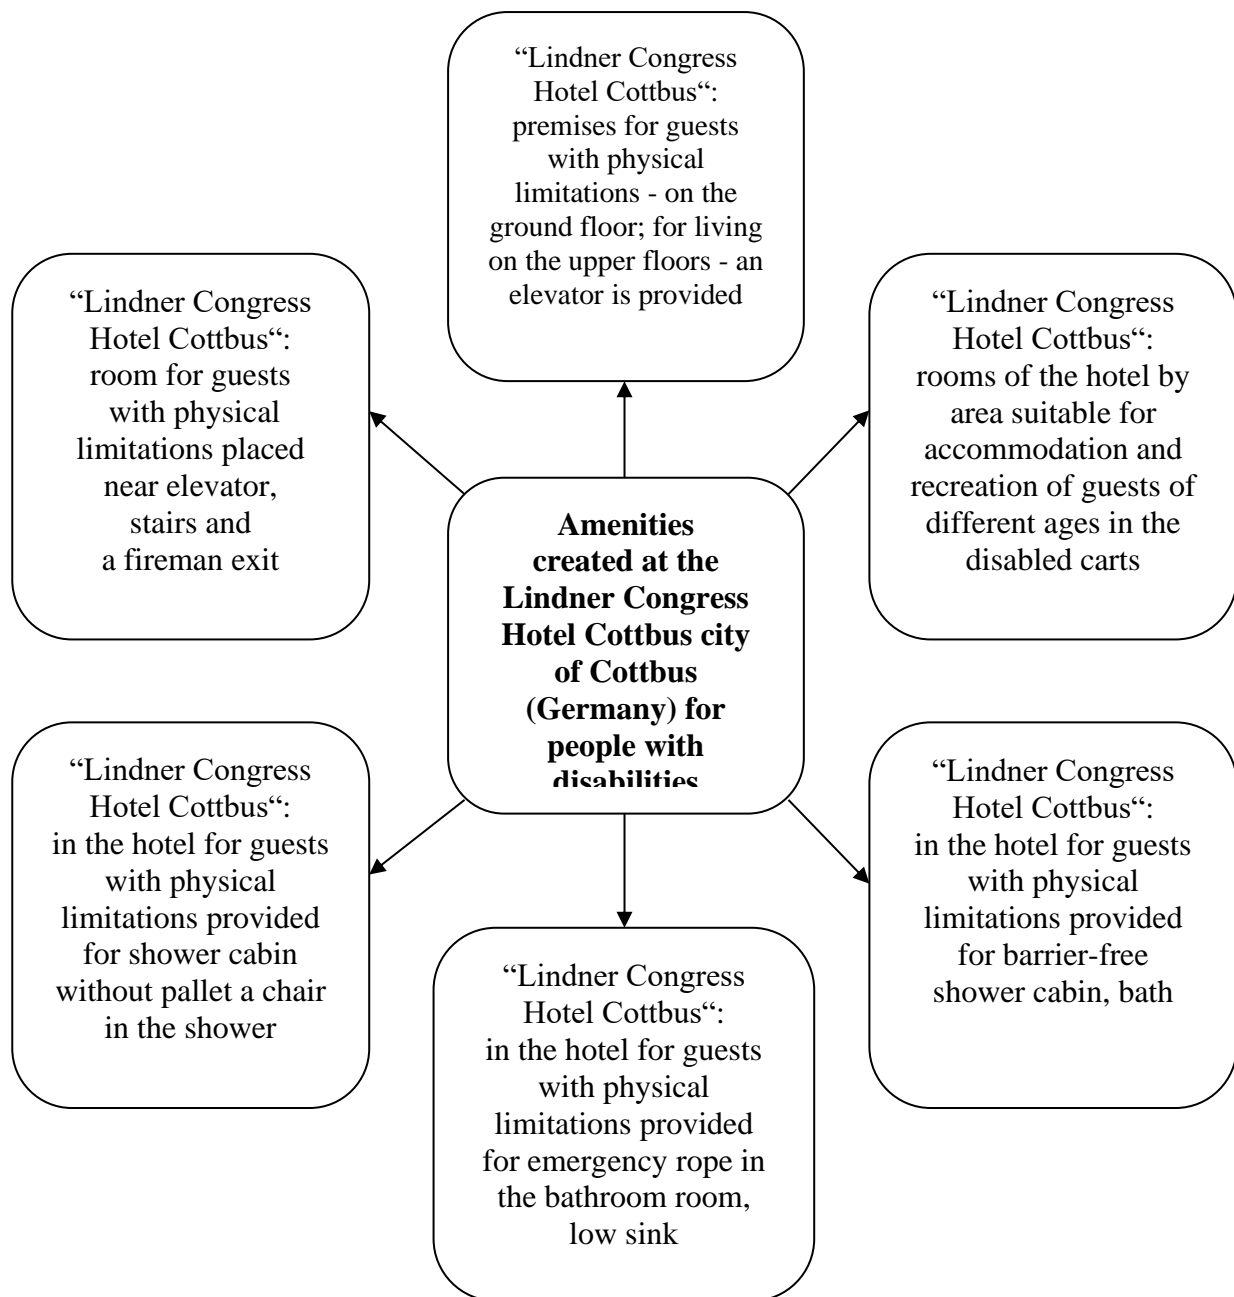 “Lindner Congress
Hotel Cottbus“:
premises for guests
with physical
limitations - on the
ground floor; for living
on the upper floors - an
elevator is provided
“Lindner Congress
Hotel Cottbus“:
room for guests
with physical
limitations placed
near elevator,
stairs and
a fireman exit
“Lindner Congress
Hotel Cottbus“:
rooms of the hotel by
area suitable for
accommodation and
recreation of guests of
different ages in the
disabled carts
Amenities
created at the
Lindner Congress
Hotel Cottbus city
of Cottbus
(Germany) for
people with
disabilities
“Lindner Congress
Hotel Cottbus“:
in the hotel for guests
with physical
limitations provided
for shower cabin
without pallet a chair
in the shower
“Lindner Congress
Hotel Cottbus“:
in the hotel for guests
with physical
limitations provided
for barrier-free
shower cabin, bath
“Lindner Congress
Hotel Cottbus“:
in the hotel for guests
with physical
limitations provided
for emergency rope in
the bathroom room,
low sink